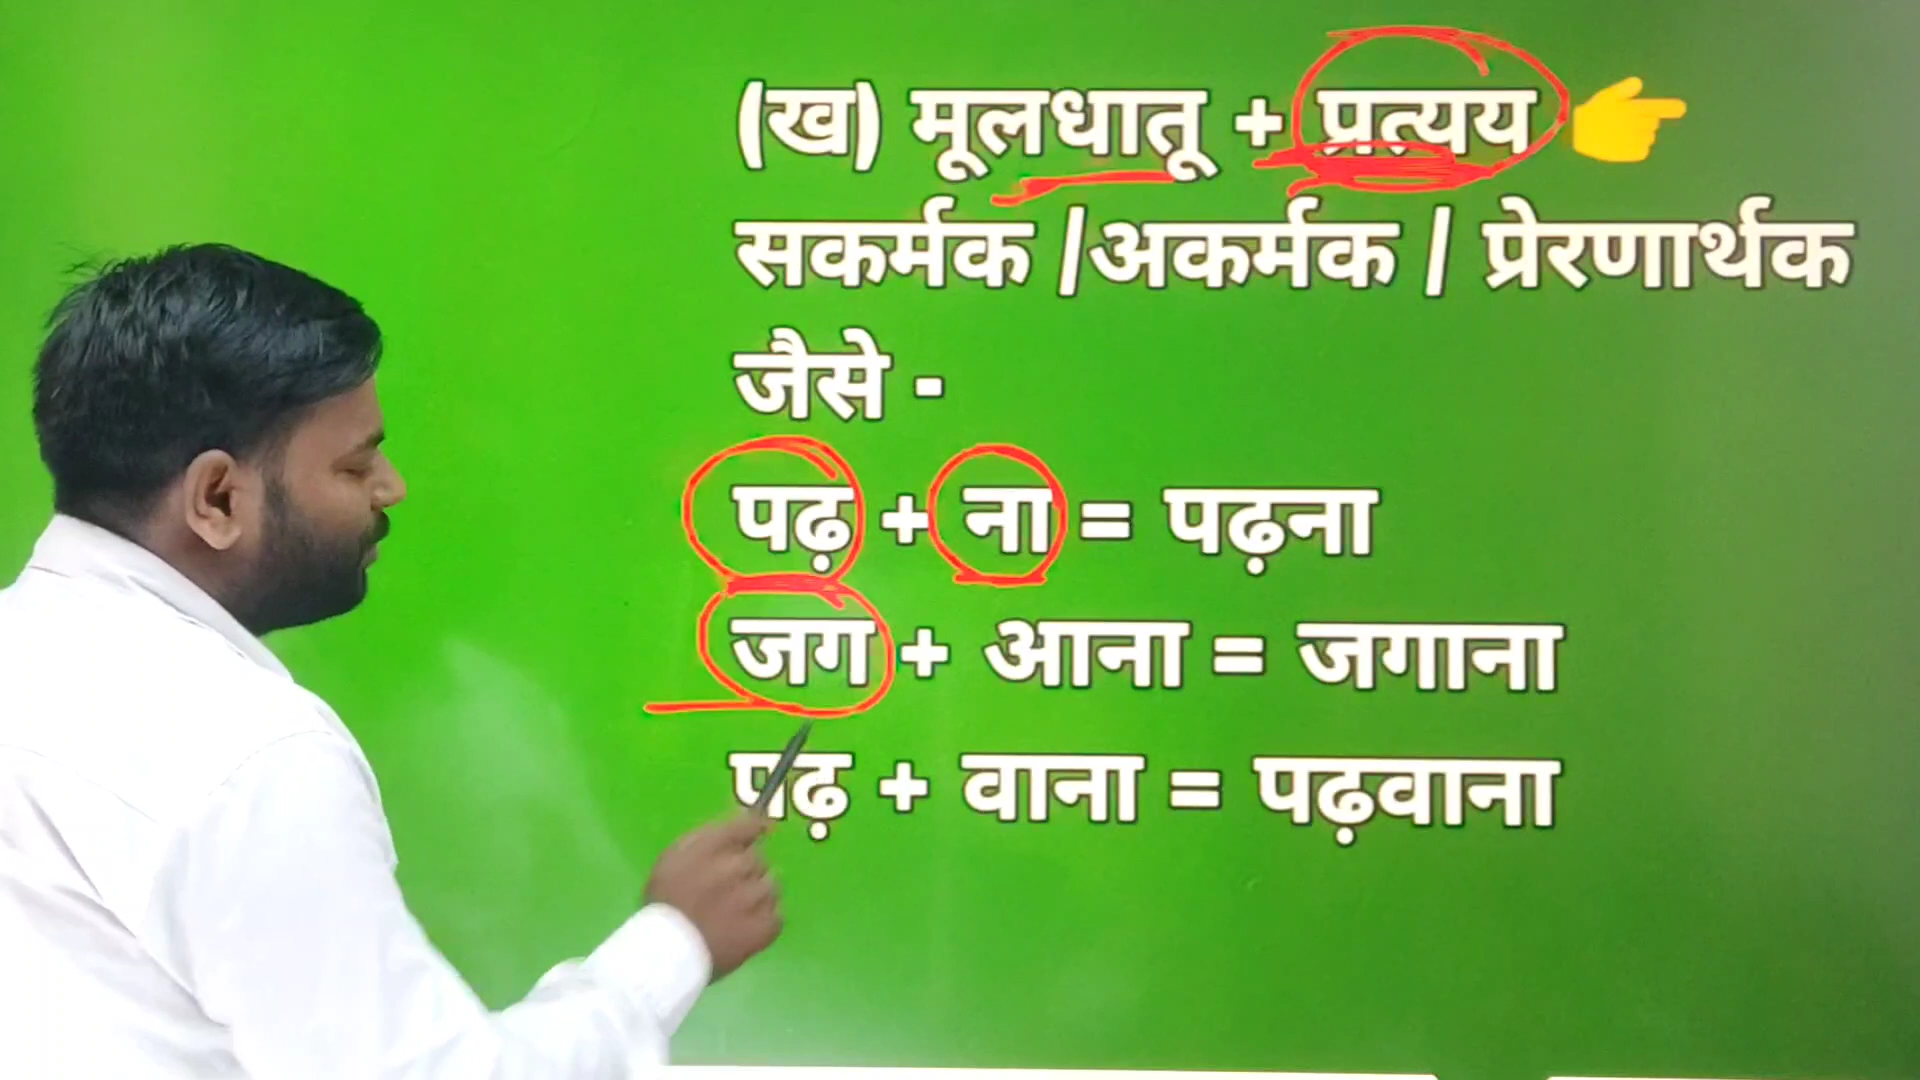 (ख) मूलधातू + प्रत्यय 👉
सकर्मक /अकर्मक / प्रेरणार्थक
जैसे -
पढ़ + ना = पढ़ना
जग + आना = जगाना
पढ़ + वाना = पढ़वाना